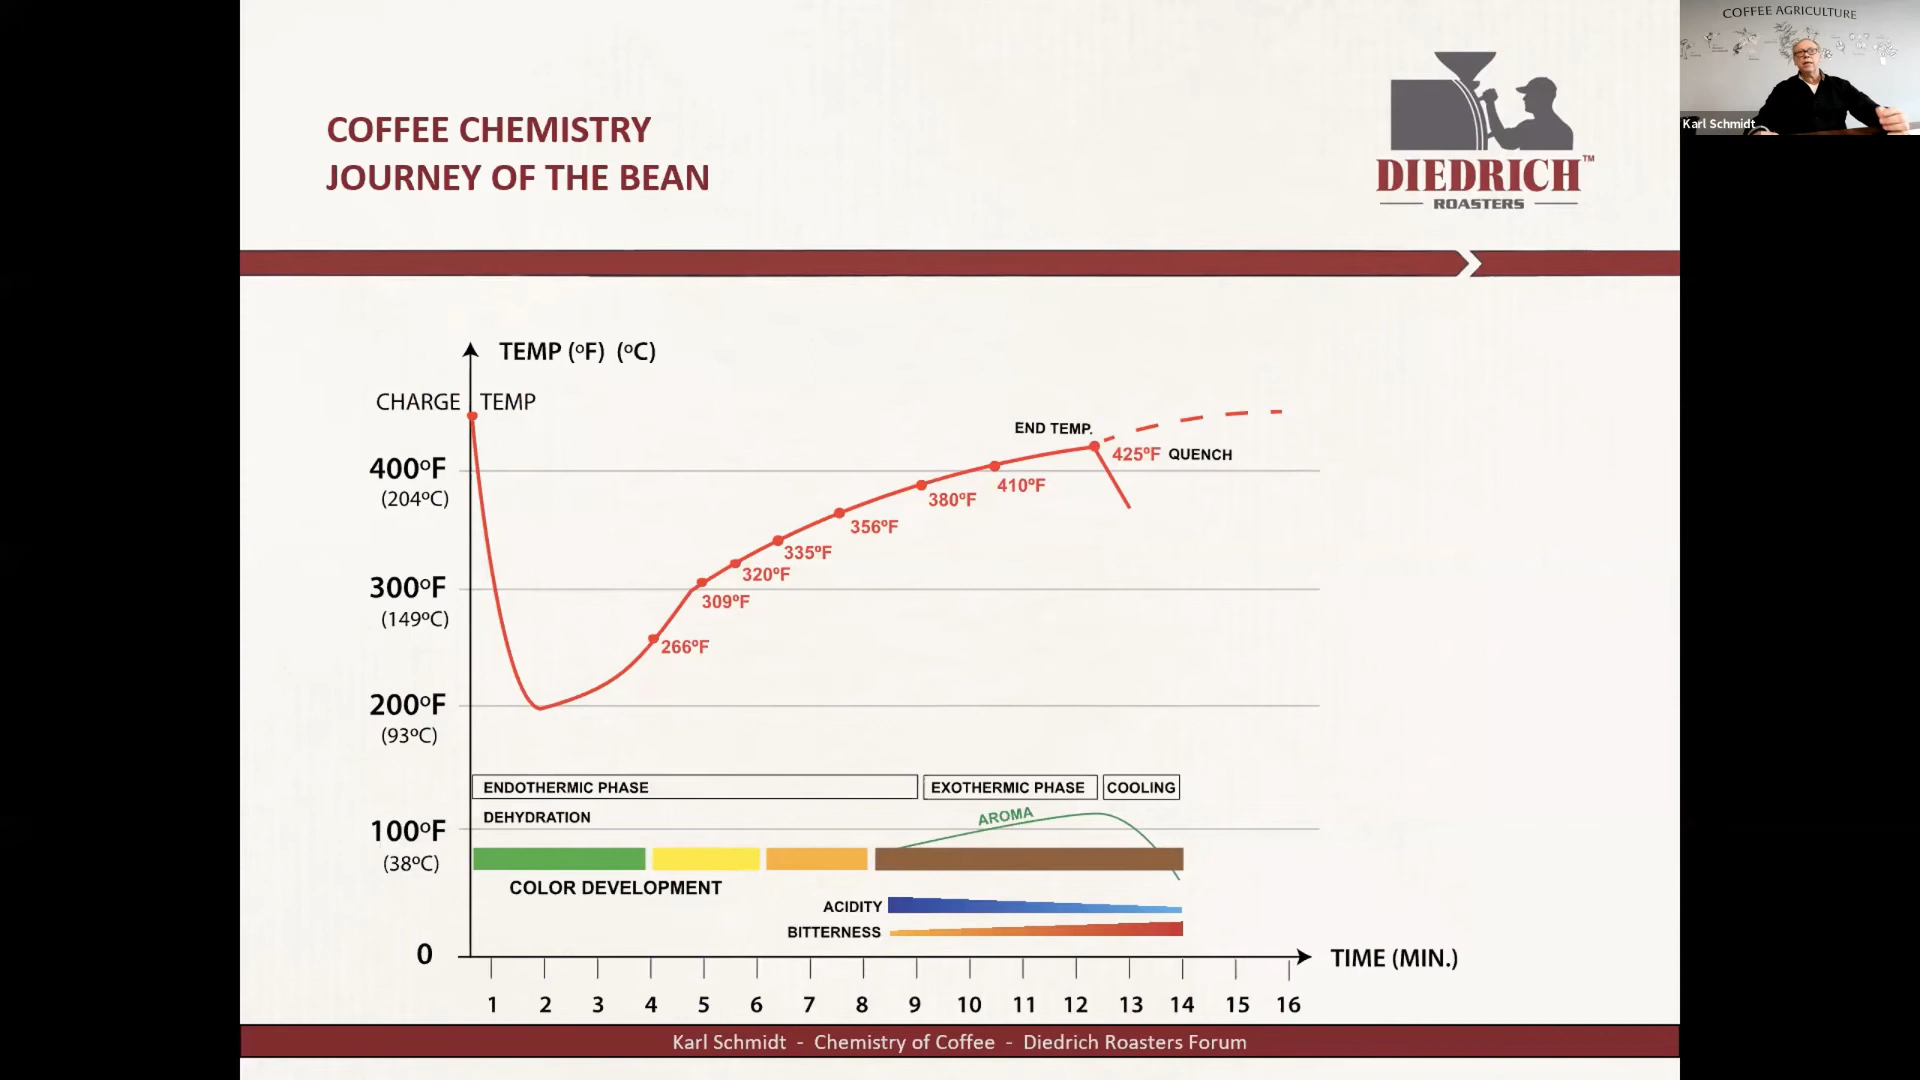 COFFEE AGRICULTURE
Karl Schmidt
COFFEE CHEMISTRY
JOURNEY OF THE BEAN
DIEDRICH™
ROASTERS
TEMP (ºF) (ºC)
CHARGE TEMP
END TEMP.
425ºF QUENCH
400ºF
(204ºC)
410ºF
380ºF
356ºF
335ºF
320ºF
300ºF
(149ºC)
309ºF
266ºF
200ºF
(93ºC)
ENDOTHERMIC PHASE
EXOTHERMIC PHASE
COOLING
DEHYDRATION
AROMA
100ºF
(38ºC)
COLOR DEVELOPMENT
ACIDITY
BITTERNESS
0
TIME (MIN.)
1 2 3 4 5 6 7 8 9 10 11 12 13 14 15 16
Karl Schmidt - Chemistry of Coffee - Diedrich Roasters Forum